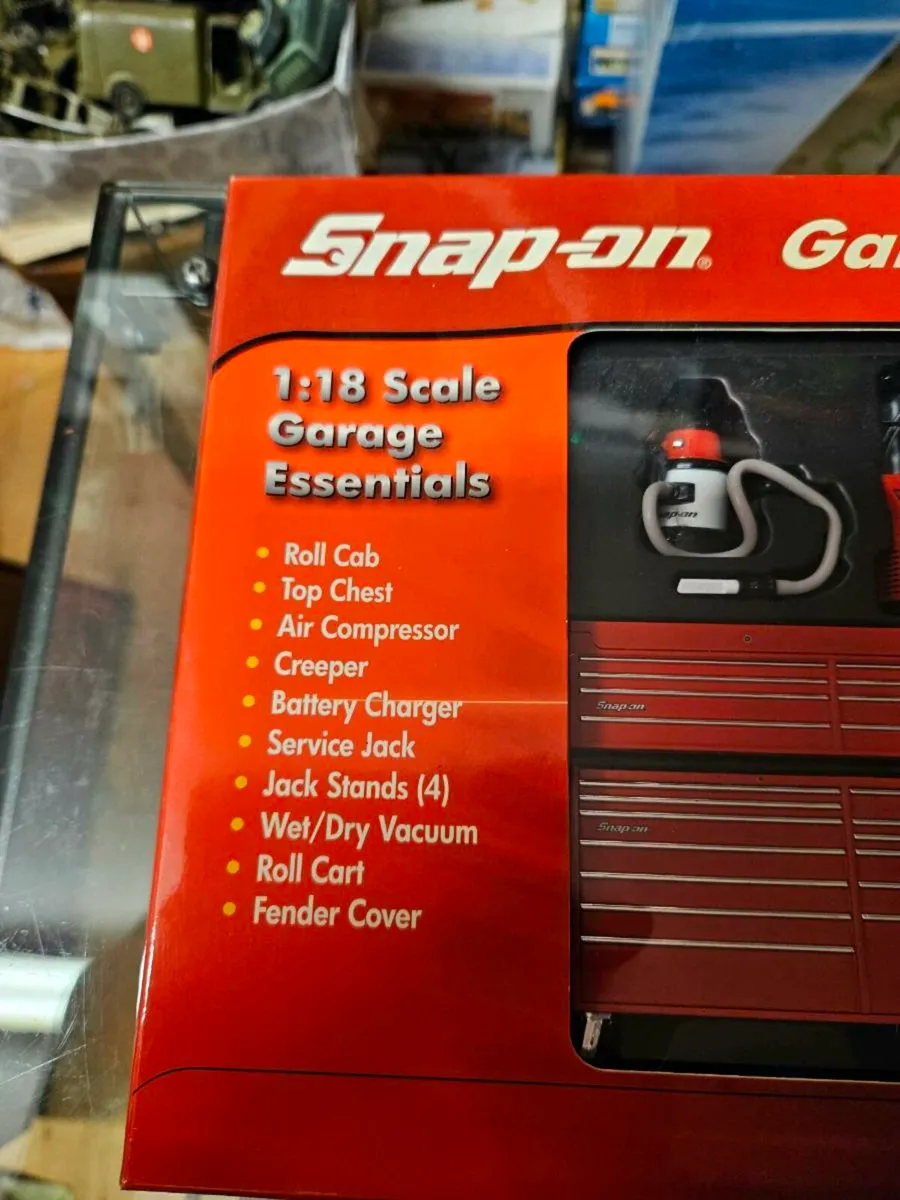 Snap-on® Ga
1:18 Scale
Garage
Essentials
• Roll Cab
• Top Chest
• Air Compressor
• Creeper
• Battery Charger
• Service Jack
• Jack Stands (4)
• Wet/Dry Vacuum
• Roll Cart
• Fender Cover
nap-on
Snap-on
Snap-on